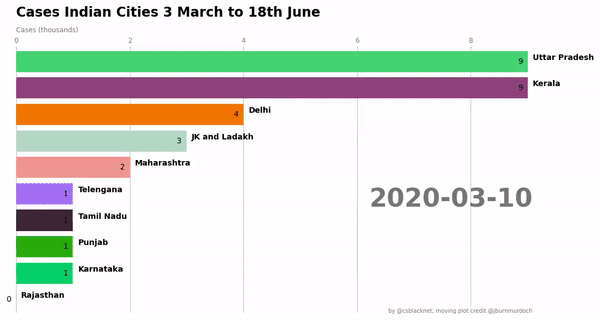 Cases Indian Cities 3 March to 18th June
Cases (thousands)
0 2 4 6 8
9 Uttar Pradesh
9 Kerala
4 Delhi
3 JK and Ladakh
2 Maharashtra
1 Telengana
1 Tamil Nadu
1 Punjab
1 Karnataka
0 Rajasthan
2020-03-10
by @csblacknet; moving plot credit @jburnmurdoch